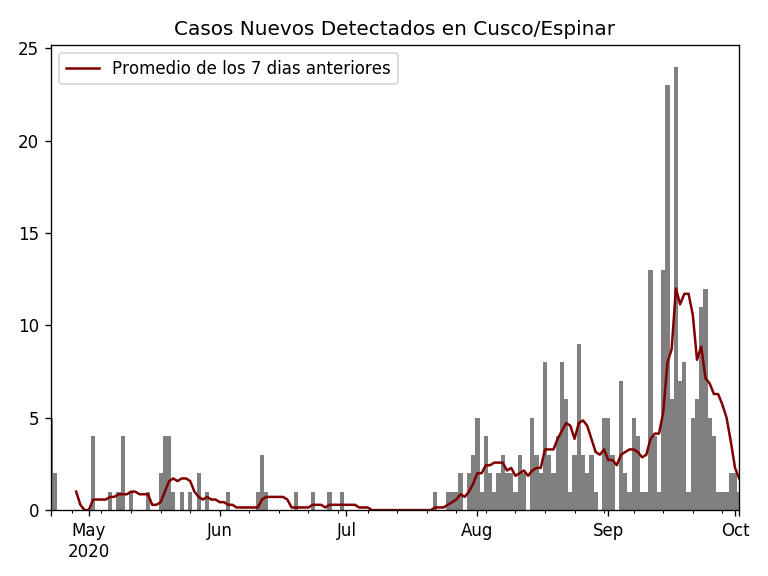 Casos Nuevos Detectados en Cusco/Espinar
Promedio de los 7 dias anteriores
25
20
15
10
5
0
May Jun Jul Aug Sep Oct
2020